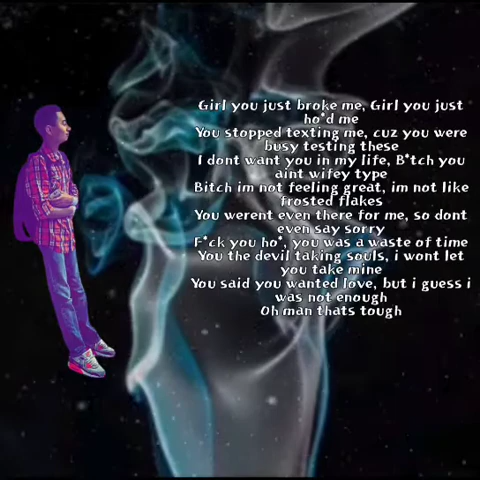 Girl you just broke me, Girl you just
ho*d me
You stopped texting me, cuz you were
busy testing these
I dont want you in my life, B*tch you
aint wifey type
Bitch im not feeling great, im not like
frosted flakes
You werent even there for me, so dont
even say sorry
F*ck you ho*, you was a waste of time
You the devil taking souls, i wont let
you take mine
You said you wanted love, but i guess i
was not enough
Oh man thats tough